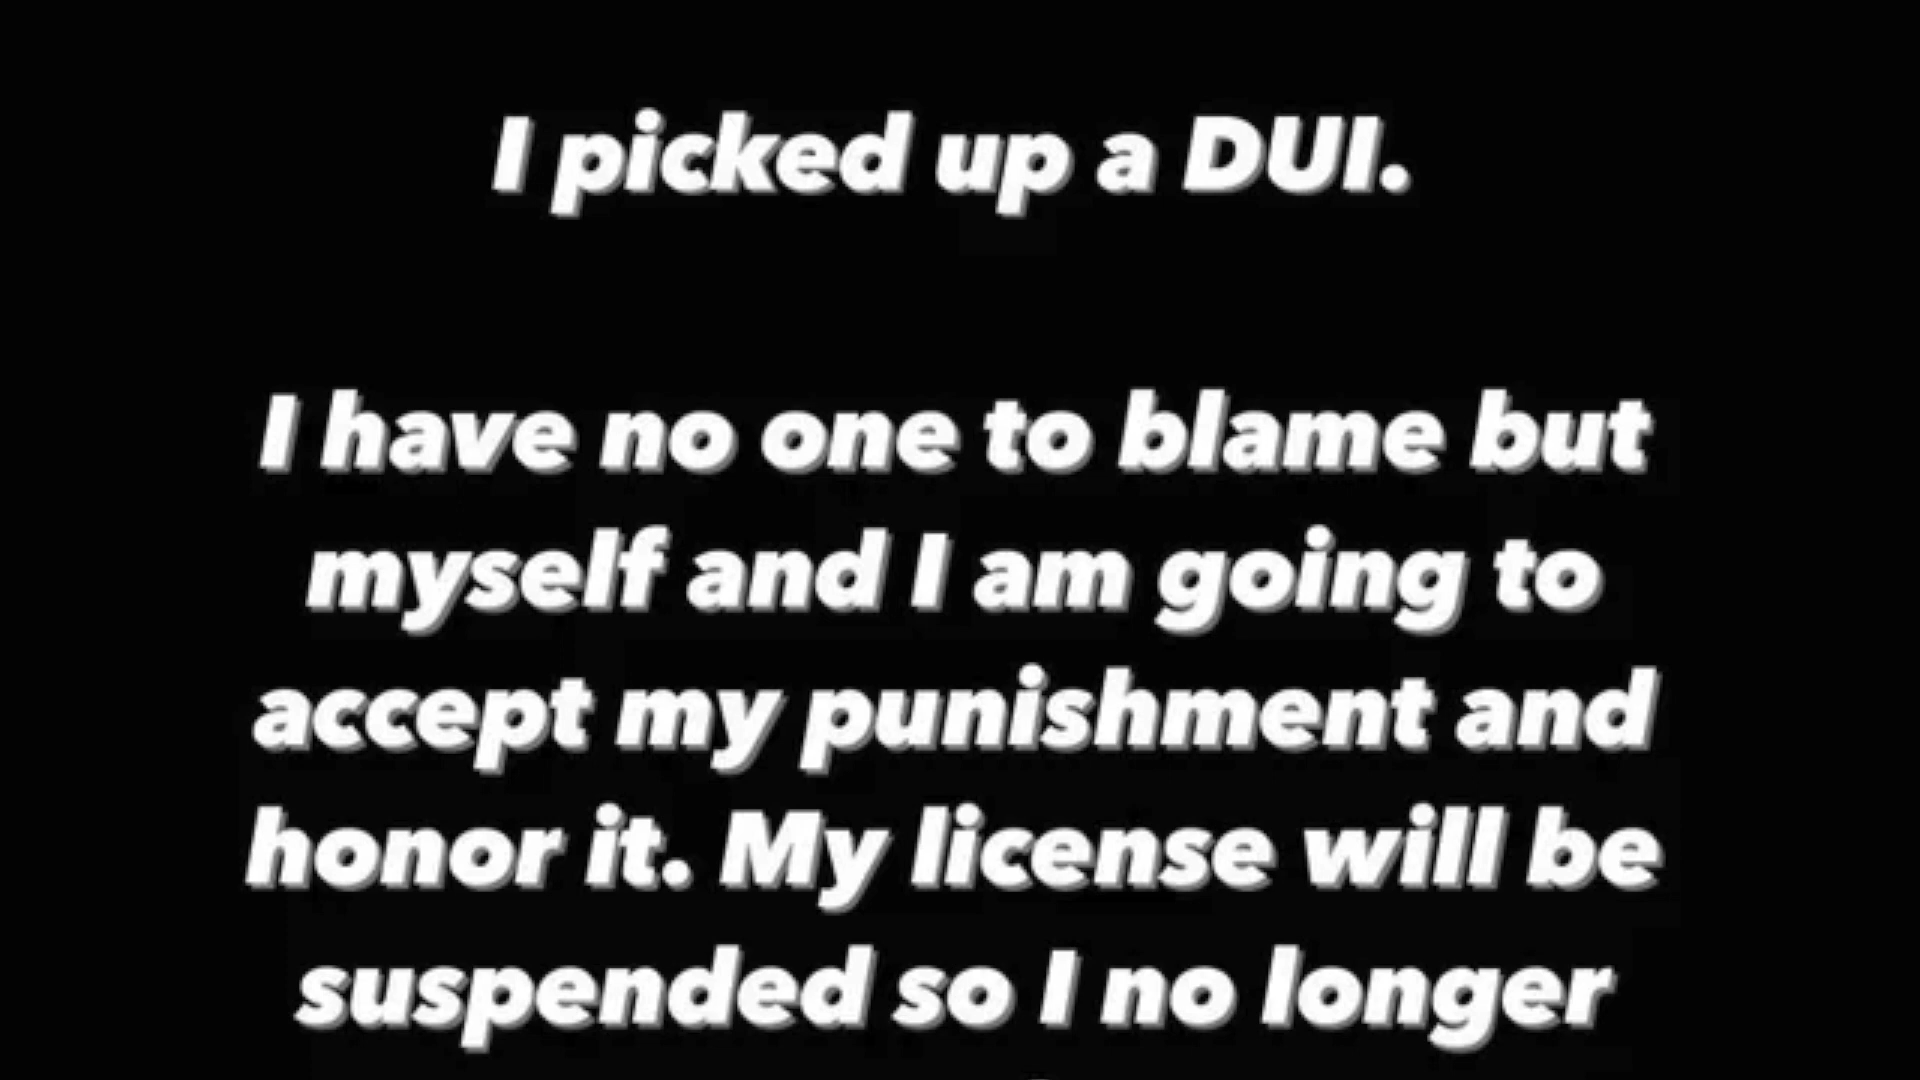 I picked up a DUI.
I have no one to blame but
myself and I am going to
accept my punishment and
honor it. My license will be
suspended so I no longer